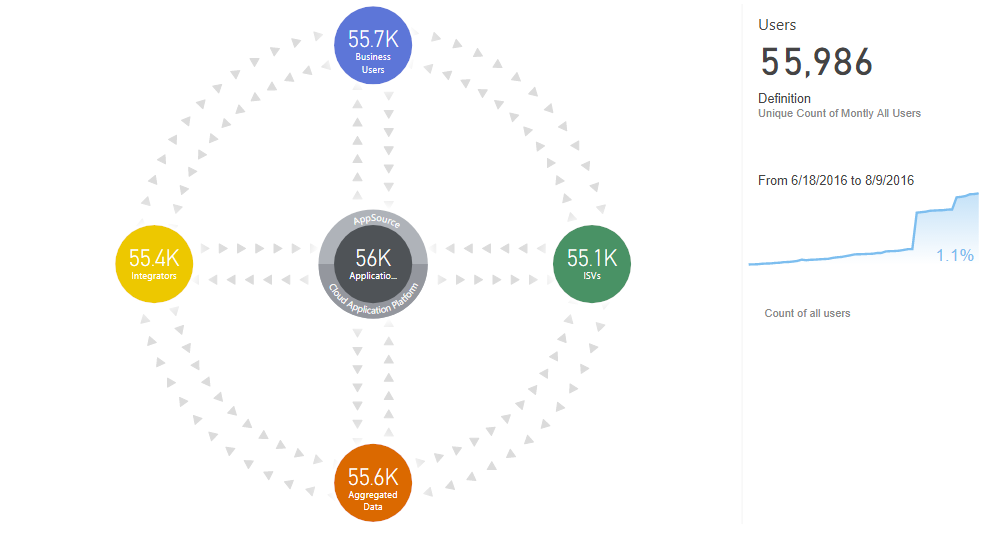 55.7K
Business
Users
55.4K
Integrators
AppSource
56K
Applicatio...
Cloud Application Platform
55.1K
ISVs
55.6K
Aggregated
Data
Users
55,986
Definition
Unique Count of Montly All Users
From 6/18/2016 to 8/9/2016
1.1%
Count of all users